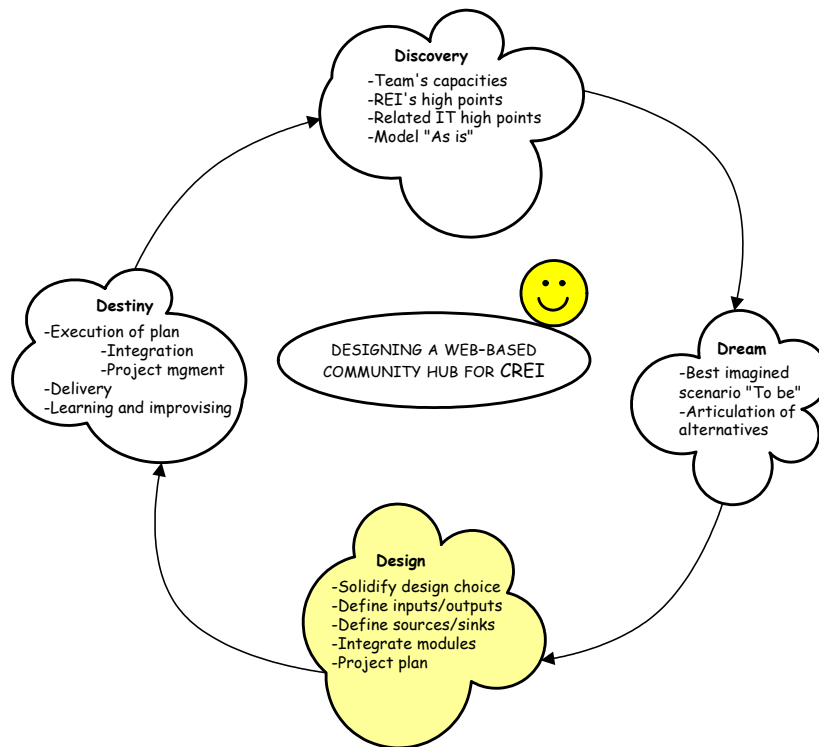 Discovery
-Team's capacities
-REI's high points
-Related IT high points
-Model "As is"
Destiny
-Execution of plan
-Integration
-Project mgment
-Delivery
-Learning and improvising
DESIGNING A WEB-BASED
COMMUNITY HUB FOR CREI
Dream
-Best imagined
scenario "To be"
-Articulation of
alternatives
Design
-Solidify design choice
-Define inputs/outputs
-Define sources/sinks
-Integrate modules
-Project plan